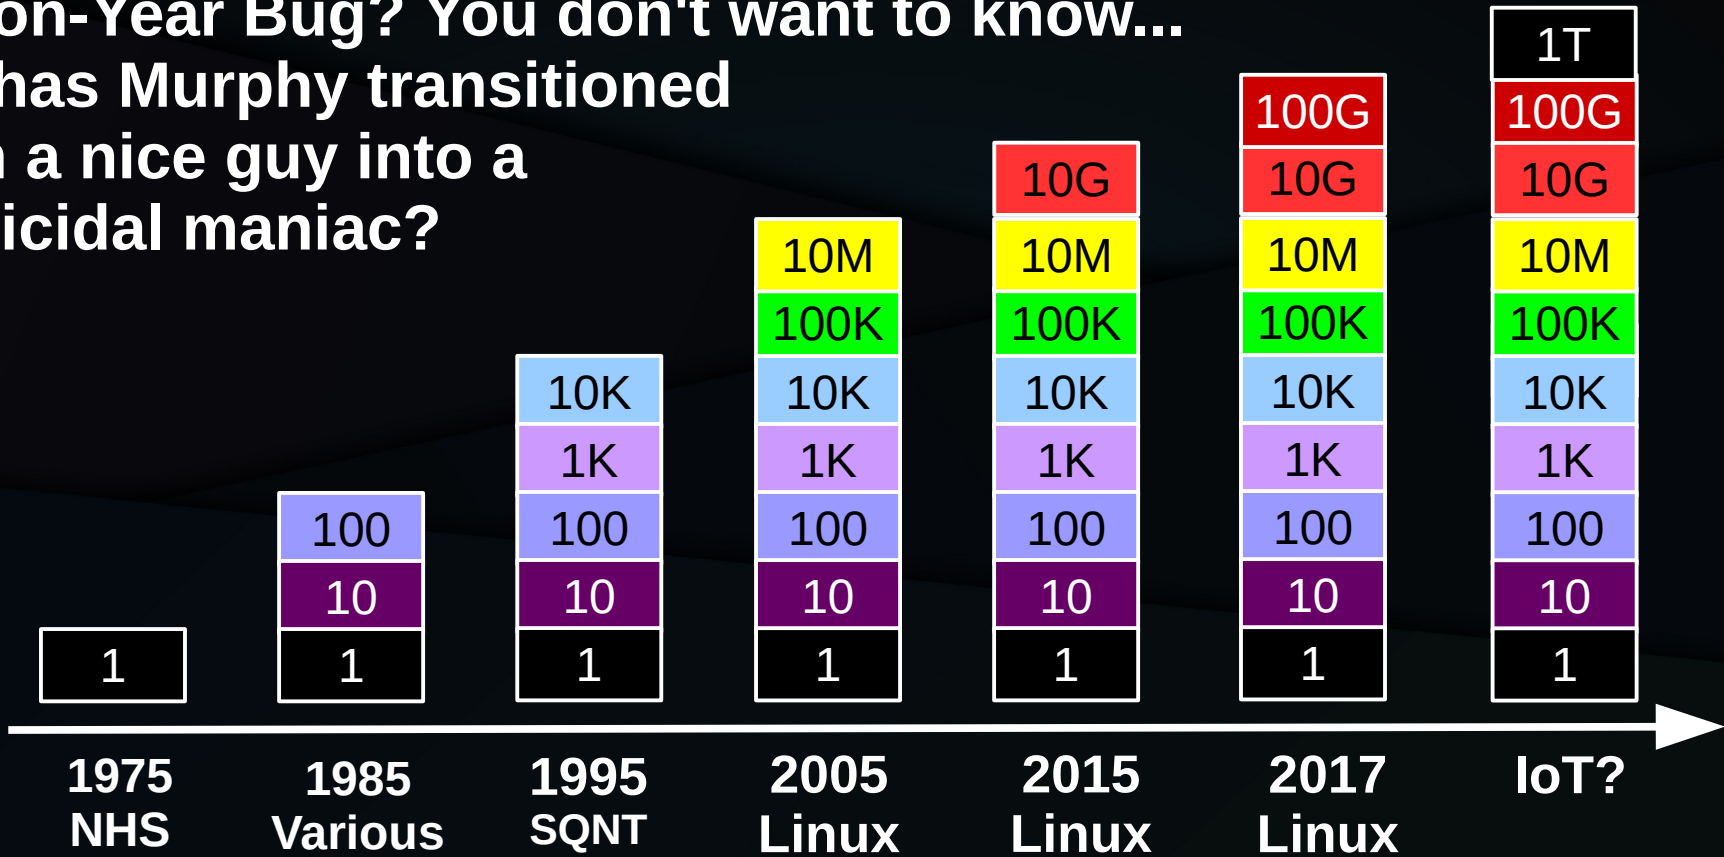 on-Year Bug? You don't want to know...
has Murphy transitioned
a nice guy into a
icidal maniac?
1T
100G 100G
10G 10G 10G
10M 10M 10M 10M
100K 100K 100K 100K
10K 10K 10K 10K 10K
1K 1K 1K 1K 1K
100 100 100 100 100 100
10 10 10 10 10 10
1 1 1 1 1 1 1
1975 1985 1995 2005 2015 2017 IoT?
NHS Various SQNT Linux Linux Linux